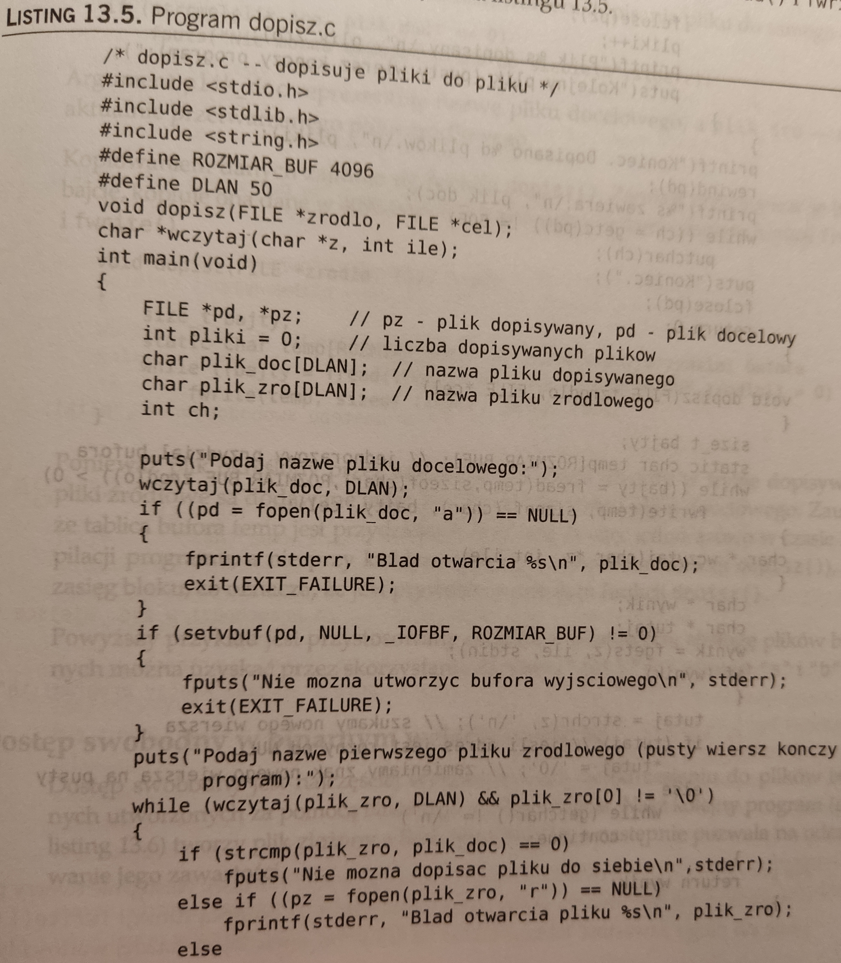 13.5.
LISTING 13.5. Program dopisz.c
/* dopisz.c -- dopisuje pliki do pliku */
#include <stdio.h>
#include <stdlib.h>
#include <string.h>
#define ROZMIAR_BUF 4096
#define DLAN 50
void dopisz(FILE *zrodlo, FILE *cel);
char *wczytaj(char *z, int ile);
int main(void)
{
    FILE *pd, *pz;    // pz - plik dopisywany, pd - plik docelowy
    int pliki = 0;    // liczba dopisywanych plikow
    char plik_doc[DLAN];  // nazwa pliku dopisywanego
    char plik_zro[DLAN];  // nazwa pliku zrodlowego
    int ch;

    puts("Podaj nazwe pliku docelowego:");
    wczytaj(plik_doc, DLAN);
    if ((pd = fopen(plik_doc, "a")) == NULL)
    {
        fprintf(stderr, "Blad otwarcia %s\n", plik_doc);
        exit(EXIT_FAILURE);
    }
    if (setvbuf(pd, NULL, _IOFBF, ROZMIAR_BUF) != 0)
    {
        fputs("Nie mozna utworzyc bufora wyjsciowego\n", stderr);
        exit(EXIT_FAILURE);
    }
    puts("Podaj nazwe pierwszego pliku zrodlowego (pusty wiersz konczy
          program):");
    while (wczytaj(plik_zro, DLAN) && plik_zro[0] != '\0')
    {
        if (strcmp(plik_zro, plik_doc) == 0)
            fputs("Nie mozna dopisac pliku do siebie\n",stderr);
        else if ((pz = fopen(plik_zro, "r")) == NULL)
            fprintf(stderr, "Blad otwarcia pliku %s\n", plik_zro);
        else